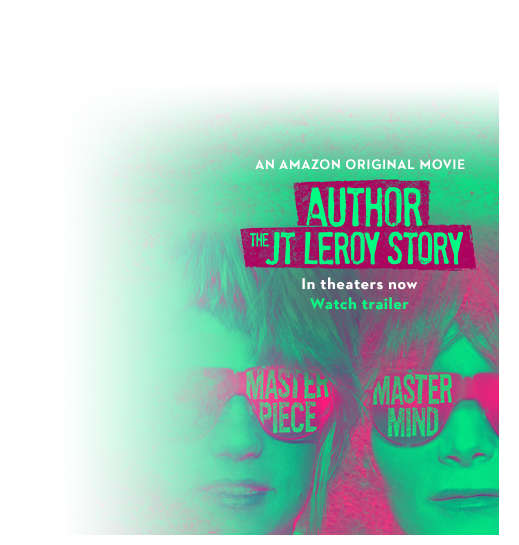 AN AMAZON ORIGINAL MOVIE
AUTHOR
THE JT LEROY STORY
In theaters now
Watch trailer
MASTER
PIECE
MASTER
MIND